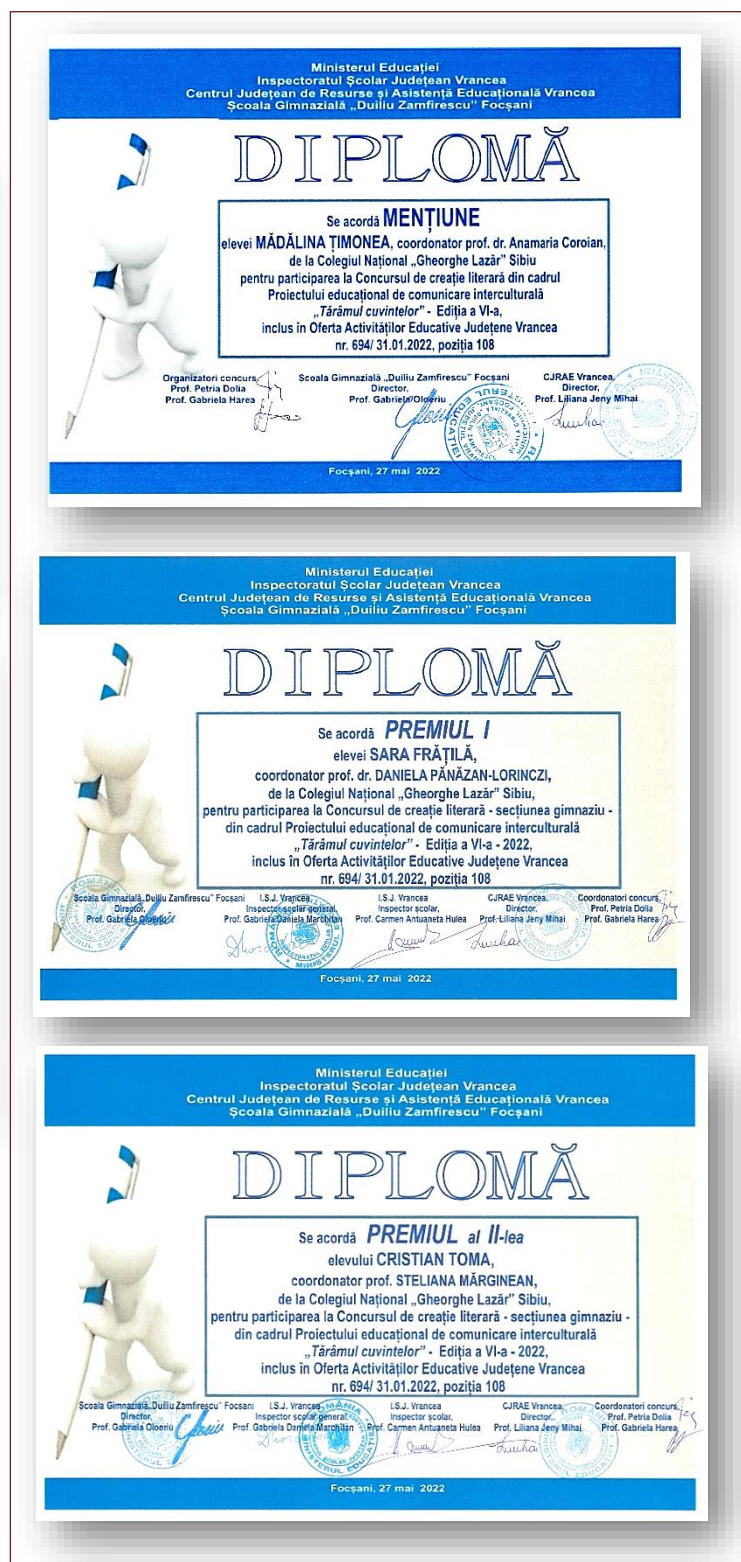 Ministerul Educației
Inspectoratul Școlar Județean Vrancea
Centrul Județean de Resurse și Asistență Educațională Vrancea
Școala Gimnazială „Duiliu Zamfirescu” Focșani
DIPLOMĂ
Se acordă MENȚIUNE
elevei MĂDĂLINA ȚIMONEA, coordonator prof. dr. Anamaria Coroian,
de la Colegiul Național „Gheorghe Lazăr” Sibiu
pentru participarea la Concursul de creație literară din cadrul
Proiectului educațional de comunicare interculturală
„Tărâmul cuvintelor” - Ediția a VI-a,
inclus în Oferta Activităților Educative Județene Vrancea
nr. 694/ 31.01.2022, poziția 108
Organizatori concurs, Școala Gimnazială „Duiliu Zamfirescu” Focșani CJRAE Vrancea,
Prof. Petria Dolia Director, Director,
Prof. Gabriela Harea Prof. Gabriela Oloeriu Prof. Liliana Jeny Mihai
Focșani, 27 mai 2022
Ministerul Educației
Inspectoratul Școlar Județean Vrancea
Centrul Județean de Resurse și Asistență Educațională Vrancea
Școala Gimnazială „Duiliu Zamfirescu” Focșani
DIPLOMĂ
Se acordă PREMIUL I
elevei SARA FRĂȚILĂ,
coordonator prof. dr. DANIELA PĂNĂZAN-LORINCZI,
de la Colegiul Național „Gheorghe Lazăr” Sibiu,
pentru participarea la Concursul de creație literară - secțiunea gimnaziu -
din cadrul Proiectului educațional de comunicare interculturală
„Tărâmul cuvintelor” - Ediția a VI-a - 2022,
inclus în Oferta Activităților Educative Județene Vrancea
nr. 694/ 31.01.2022, poziția 108
Școala Gimnazială „Duiliu Zamfirescu” Focșani I.S.J. Vrancea, I.S.J. Vrancea CJRAE Vrancea, Coordonatori concurs,
Director, Inspector școlar general, Inspector școlar, Director, Prof. Petria Dolia
Prof. Gabriela Oloeriu Prof. Gabriela Daniela Marchitan Prof. Carmen Antuaneta Hulea Prof. Liliana Jeny Mihai Prof. Gabriela Harea
Focșani, 27 mai 2022
Ministerul Educației
Inspectoratul Școlar Județean Vrancea
Centrul Județean de Resurse și Asistență Educațională Vrancea
Școala Gimnazială „Duiliu Zamfirescu” Focșani
DIPLOMĂ
Se acordă PREMIUL al II-lea
elevului CRISTIAN TOMA,
coordonator prof. STELIANA MĂRGINEAN,
de la Colegiul Național „Gheorghe Lazăr” Sibiu,
pentru participarea la Concursul de creație literară - secțiunea gimnaziu -
din cadrul Proiectului educațional de comunicare interculturală
„Tărâmul cuvintelor” - Ediția a VI-a - 2022,
inclus în Oferta Activităților Educative Județene Vrancea
nr. 694/ 31.01.2022, poziția 108
Școala Gimnazială „Duiliu Zamfirescu” Focșani I.S.J. Vrancea, I.S.J. Vrancea CJRAE Vrancea, Coordonatori concurs,
Director, Inspector școlar general, Inspector școlar, Director, Prof. Petria Dolia
Prof. Gabriela Oloeriu Prof. Gabriela Daniela Marchitan Prof. Carmen Antuaneta Hulea Prof. Liliana Jeny Mihai Prof. Gabriela Harea
Focșani, 27 mai 2022